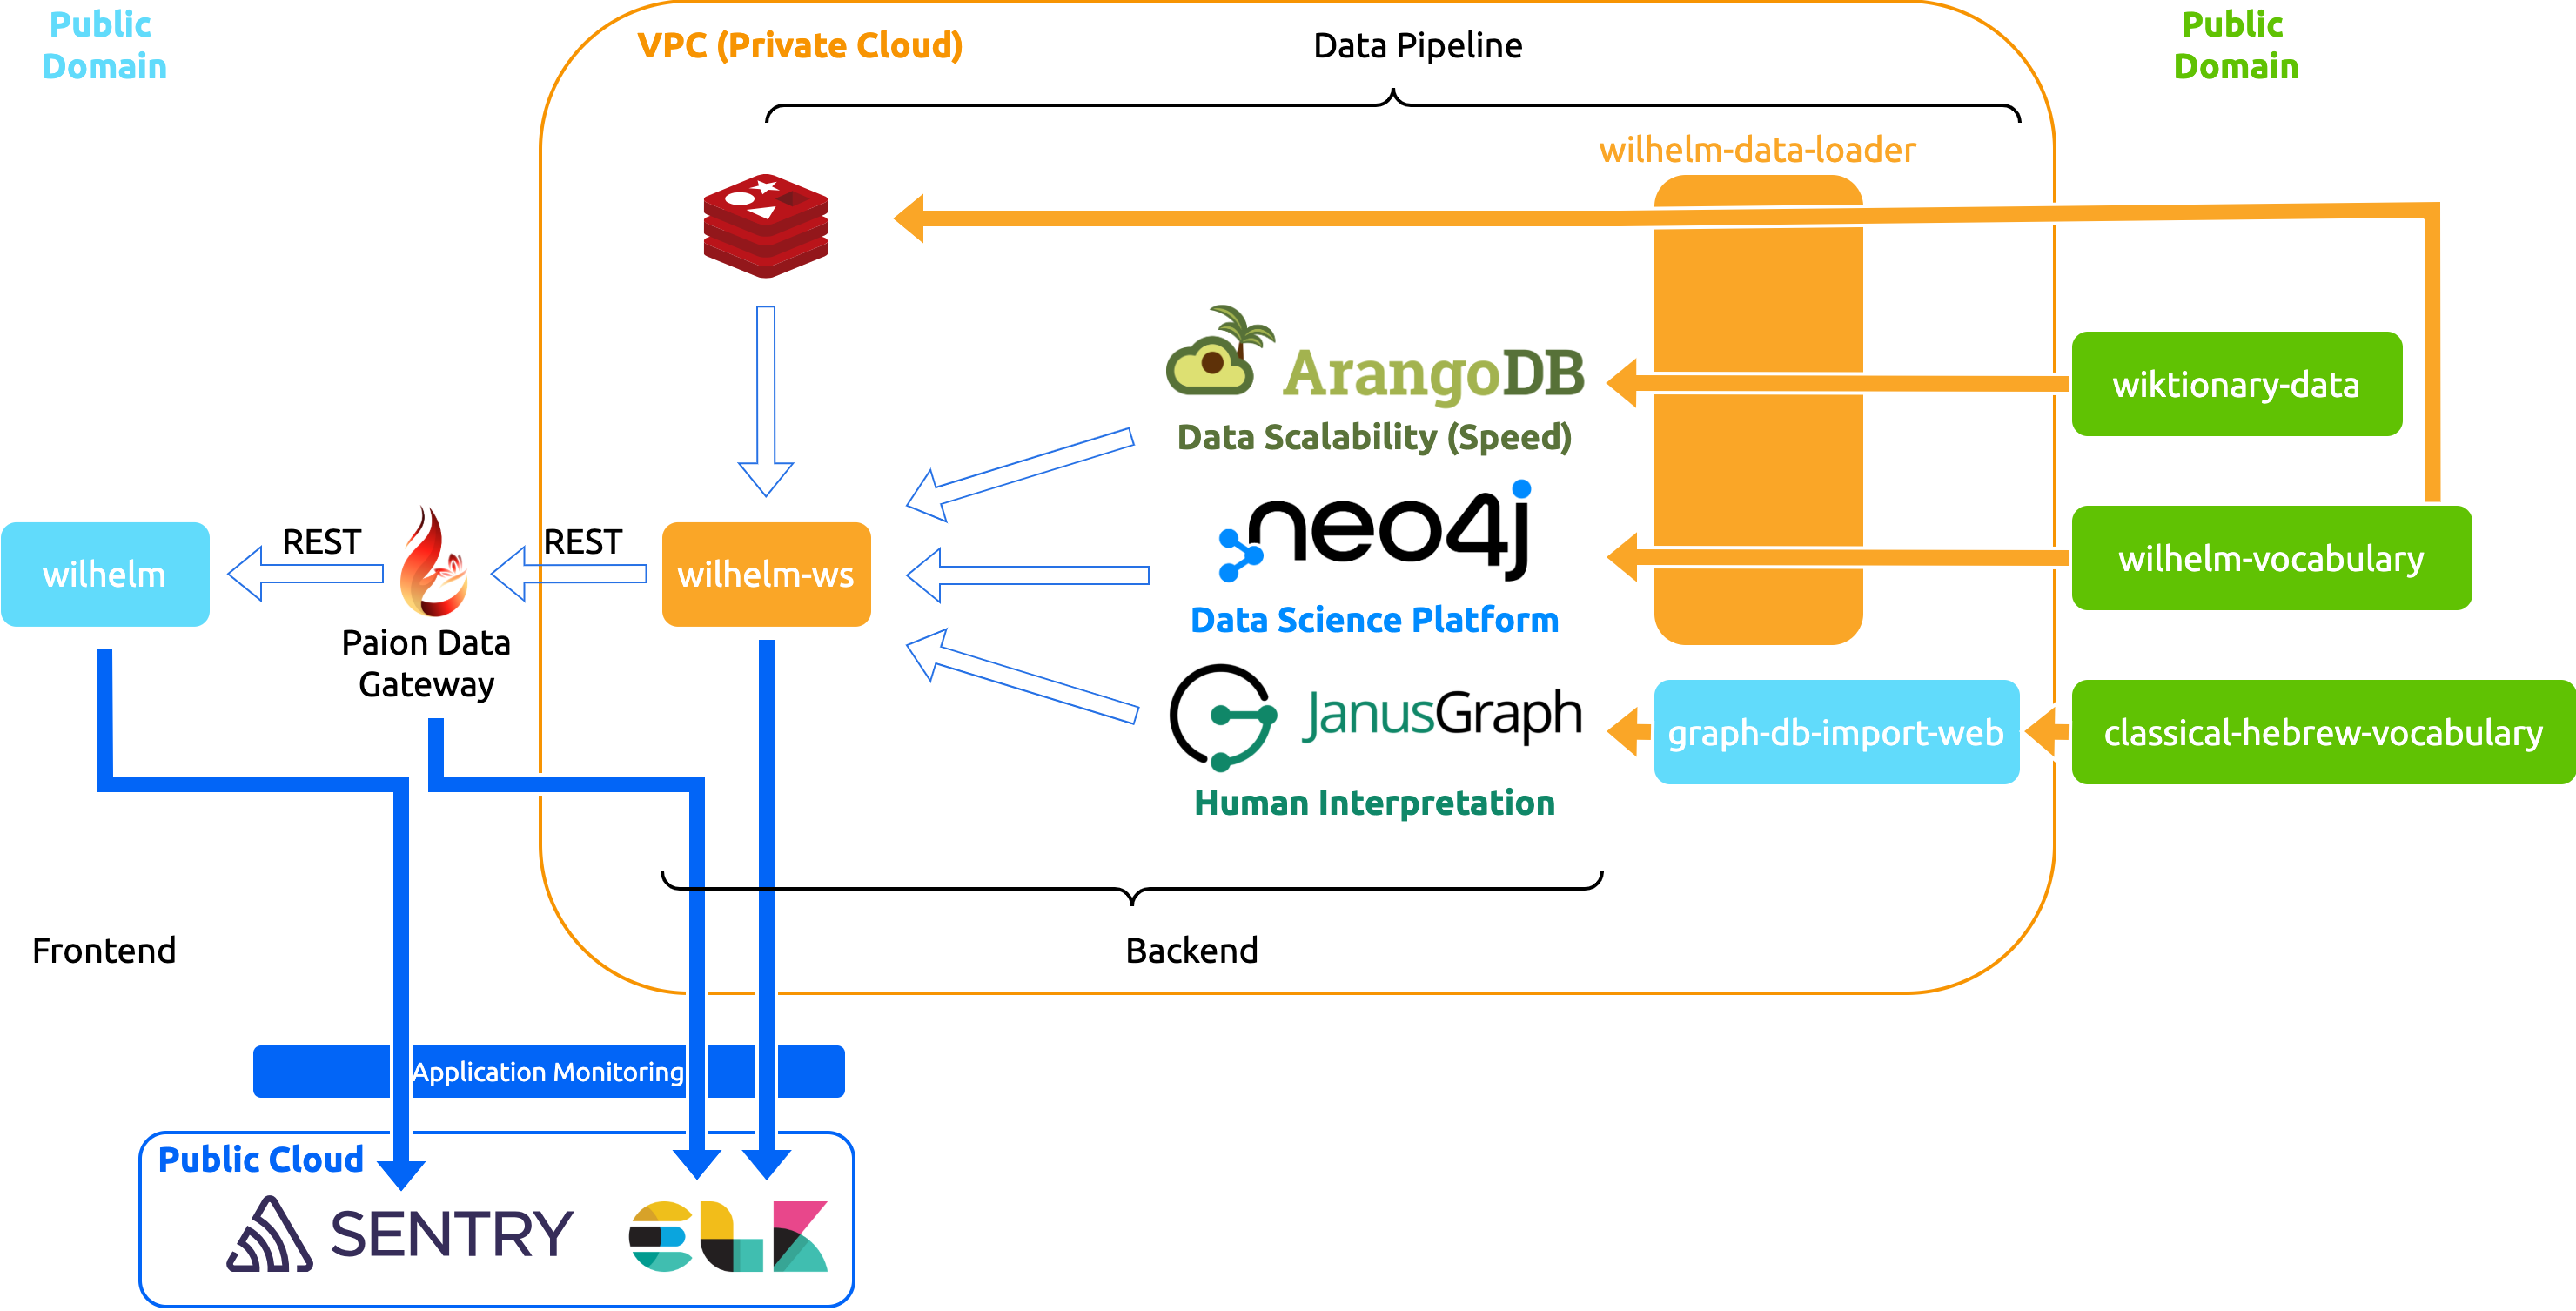 Public
Domain
VPC (Private Cloud)
Data Pipeline
Public
Domain
wilhelm-data-loader
ArangoDB
Data Scalability (Speed)
wiktionary-data
neo4j
Data Science Platform
wilhelm-vocabulary
wilhelm
REST
REST
wilhelm-ws
Paion Data
Gateway
JanusGraph
Human Interpretation
graph-db-import-web
classical-hebrew-vocabulary
Frontend
Backend
Application Monitoring
Public Cloud
SENTRY
ELK